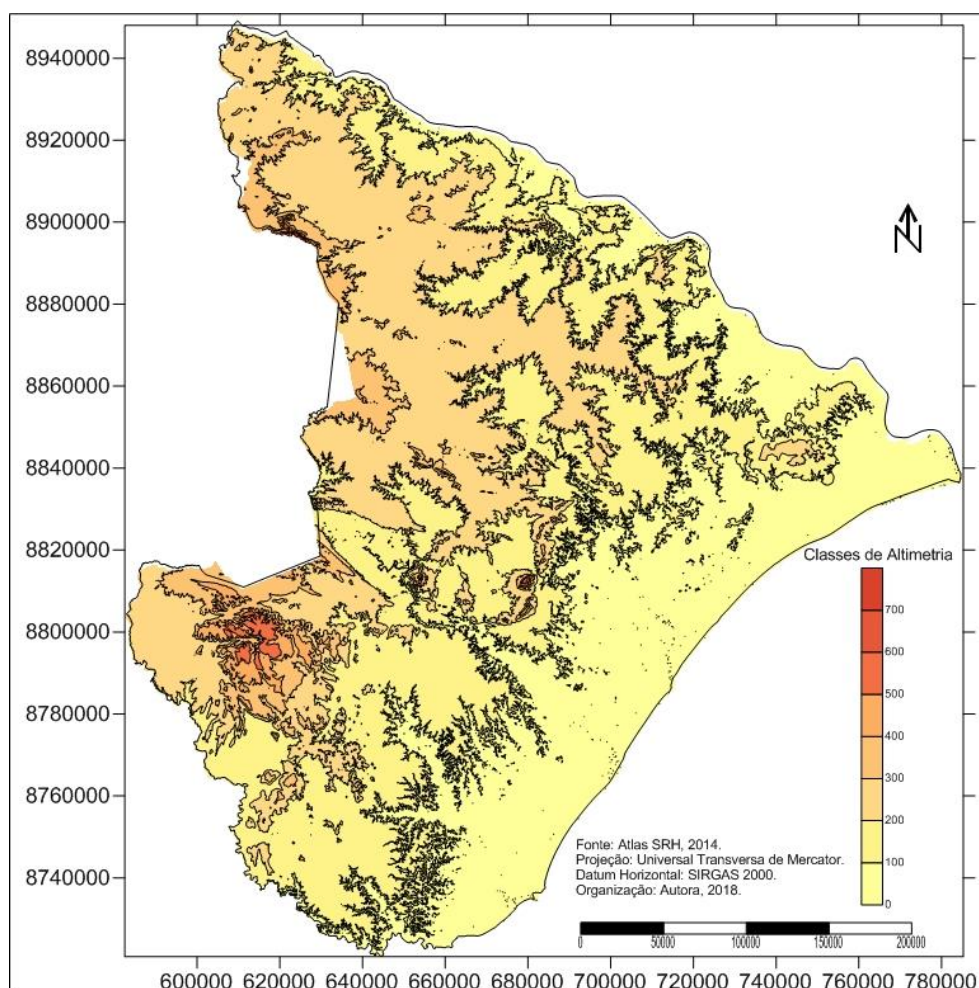 8940000
8920000
8900000
N
8880000
8860000
8840000
8820000
Classes de Altimetria
8800000
700
600
500
8780000
400
300
8760000
200
Fonte: Atlas SRH, 2014.
100
Projeção: Universal Transversa de Mercator.
Datum Horizontal: SIRGAS 2000.
8740000
Organização: Autora, 2018.
0
0 50000 100000 150000 200000
600000 620000 640000 660000 680000 700000 720000 740000 760000 780000